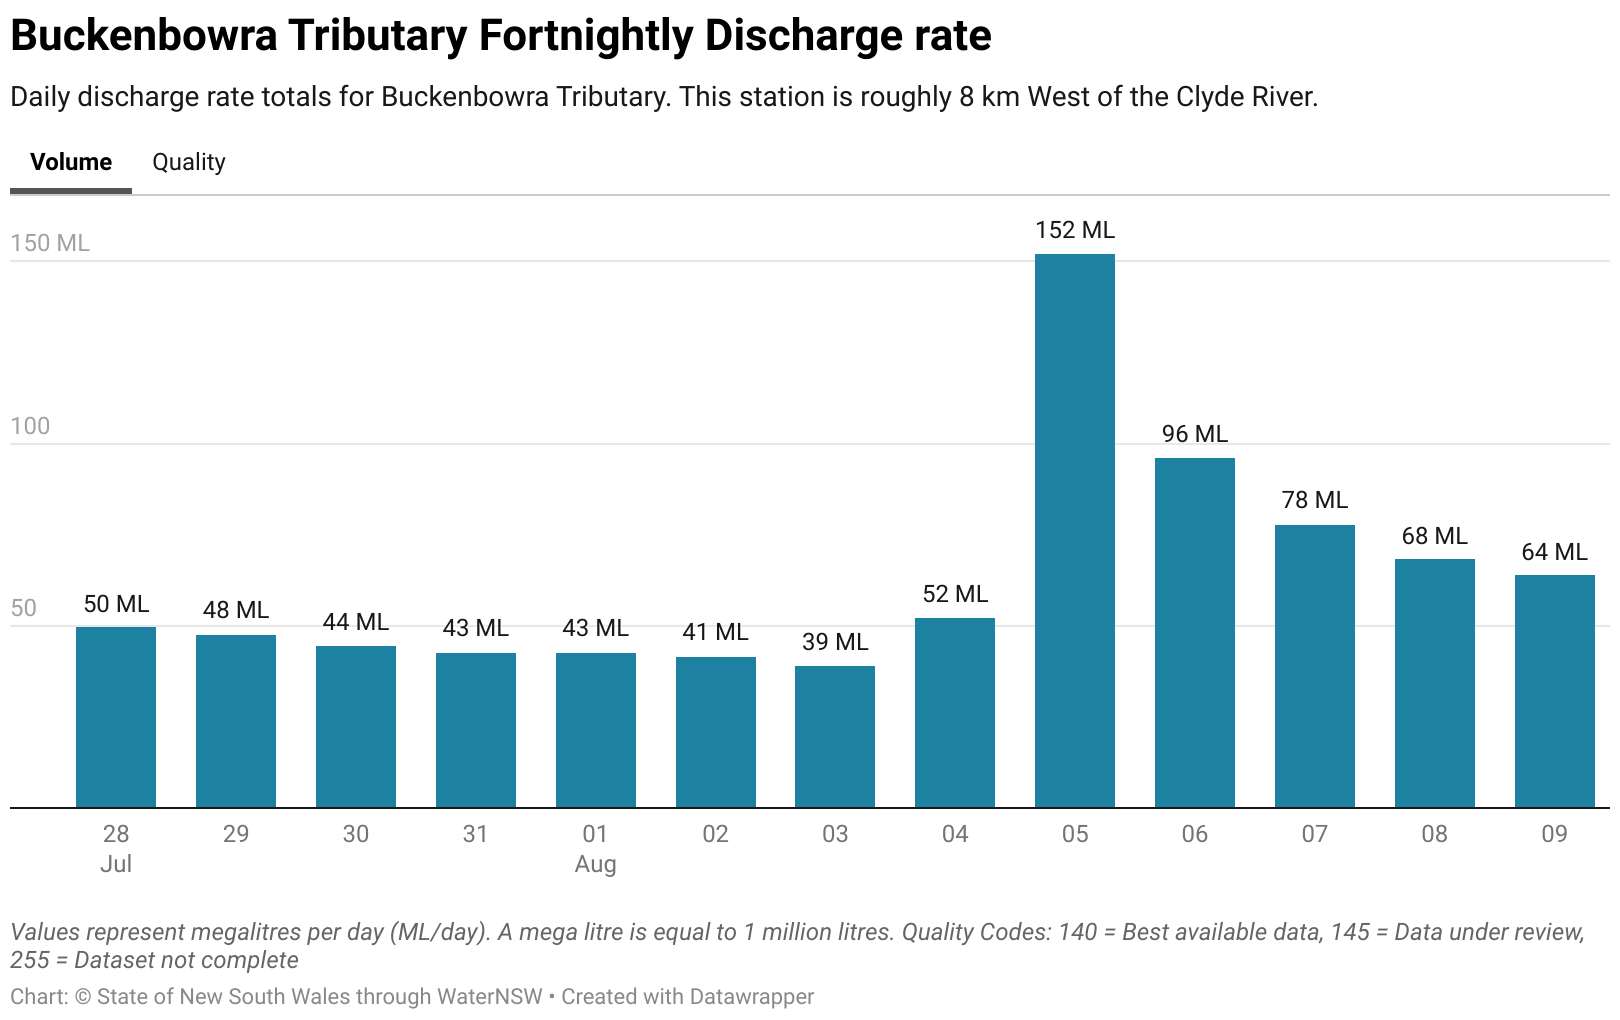 Buckenbowra Tributary Fortnightly Discharge rate
Daily discharge rate totals for Buckenbowra Tributary. This station is roughly 8 km West of the Clyde River.
Volume Quality
150 ML
100
50
50 ML
48 ML
44 ML
43 ML
43 ML
41 ML
39 ML
52 ML
152 ML
96 ML
78 ML
68 ML
64 ML
28 29 30 31 01 02 03 04 05 06 07 08 09
Jul Aug
Values represent megalitres per day (ML/day). A mega litre is equal to 1 million litres. Quality Codes: 140 = Best available data, 145 = Data under review,
255 = Dataset not complete
Chart: © State of New South Wales through WaterNSW • Created with Datawrapper